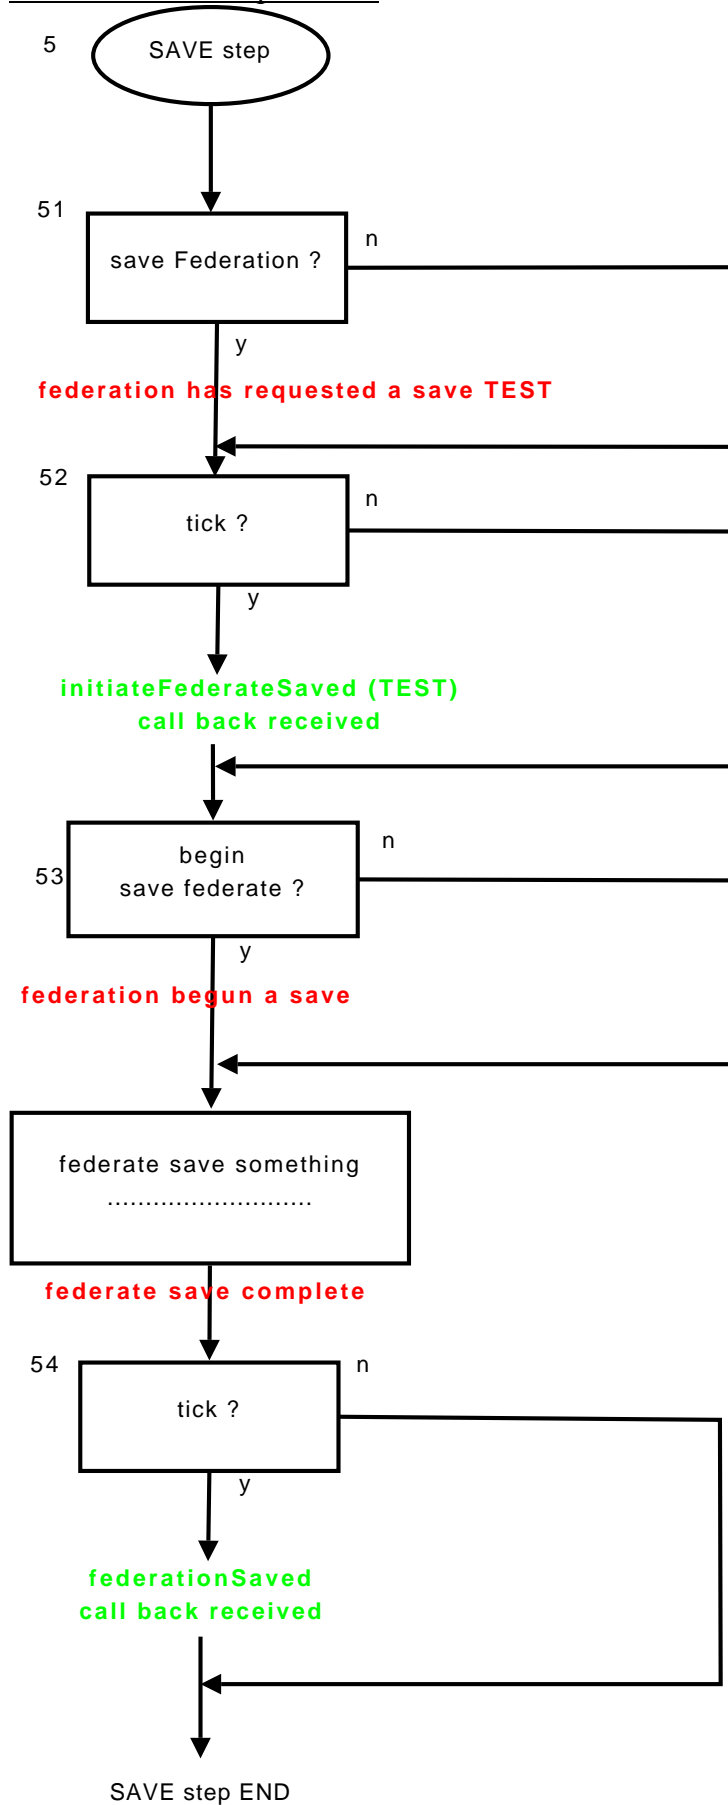 5
SAVE step
51
save Federation ?
n
y
federation has requested a save TEST
52
tick ?
n
y
initiateFederateSaved (TEST)
call back received
53
begin
save federate ?
n
y
federation begun a save
federate save something
...........................
federate save complete
54
tick ?
n
y
federationSaved
call back received
SAVE step END